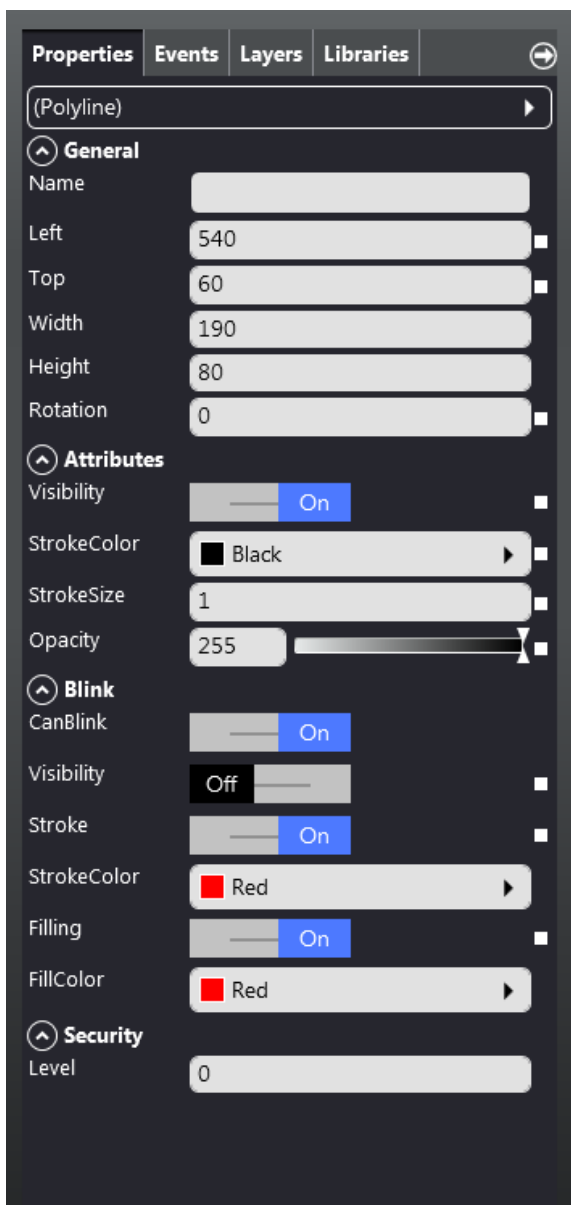 Properties Events Layers Libraries
(Polyline)
General
Name
Left 540
Top 60
Width 190
Height 80
Rotation 0
Attributes
Visibility On
StrokeColor Black
StrokeSize 1
Opacity 255
Blink
CanBlink On
Visibility Off
Stroke On
StrokeColor Red
Filling On
FillColor Red
Security
Level 0